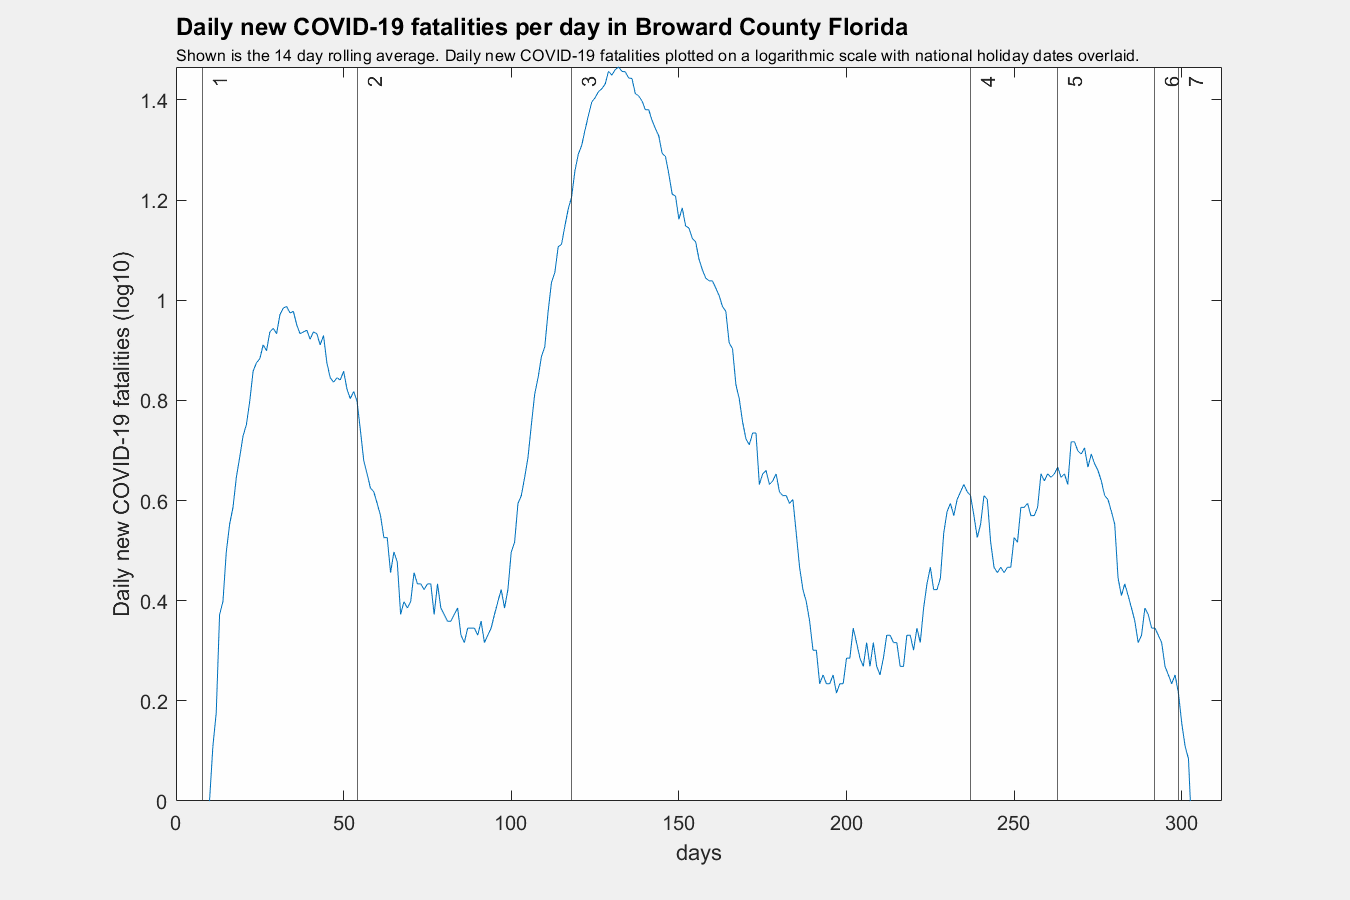 Daily new COVID-19 fatalities per day in Broward County Florida
Shown is the 14 day rolling average. Daily new COVID-19 fatalities plotted on a logarithmic scale with national holiday dates overlaid.
1 2 3 4 5 6 7
1.4
1.2
1
0.8
0.6
0.4
0.2
0
Daily new COVID-19 fatalities (log10)
0 50 100 150 200 250 300
days